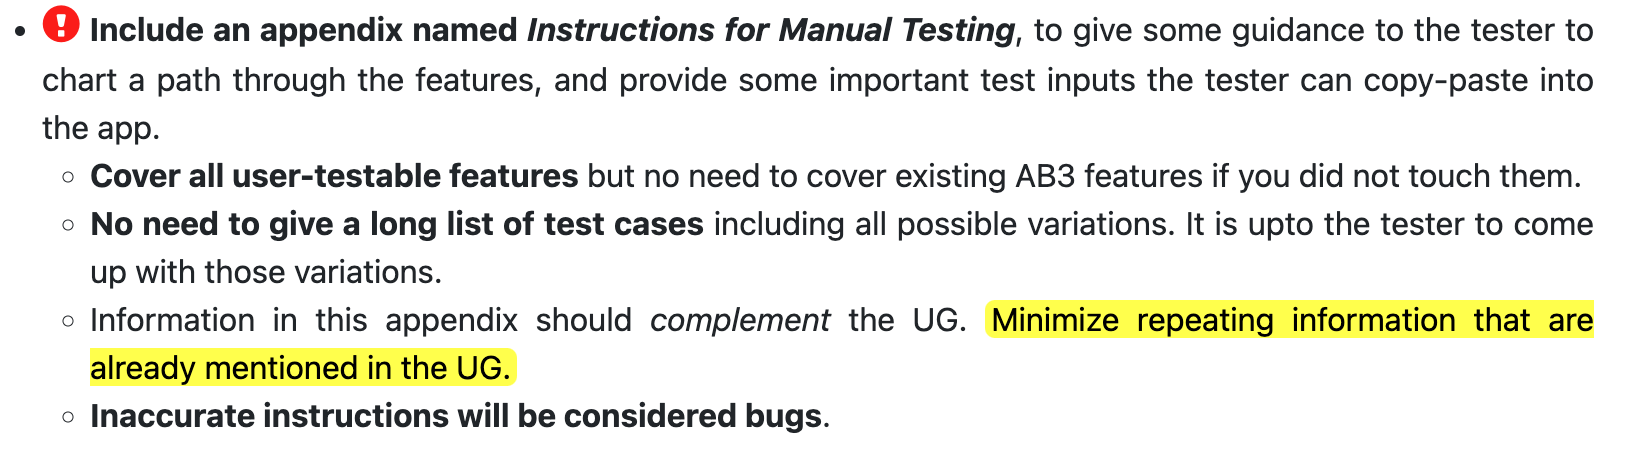 • ! Include an appendix named Instructions for Manual Testing, to give some guidance to the tester to
chart a path through the features, and provide some important test inputs the tester can copy-paste into
the app.
◦ Cover all user-testable features but no need to cover existing AB3 features if you did not touch them.
◦ No need to give a long list of test cases including all possible variations. It is upto the tester to come
up with those variations.
◦ Information in this appendix should complement the UG. Minimize repeating information that are
already mentioned in the UG.
◦ Inaccurate instructions will be considered bugs.